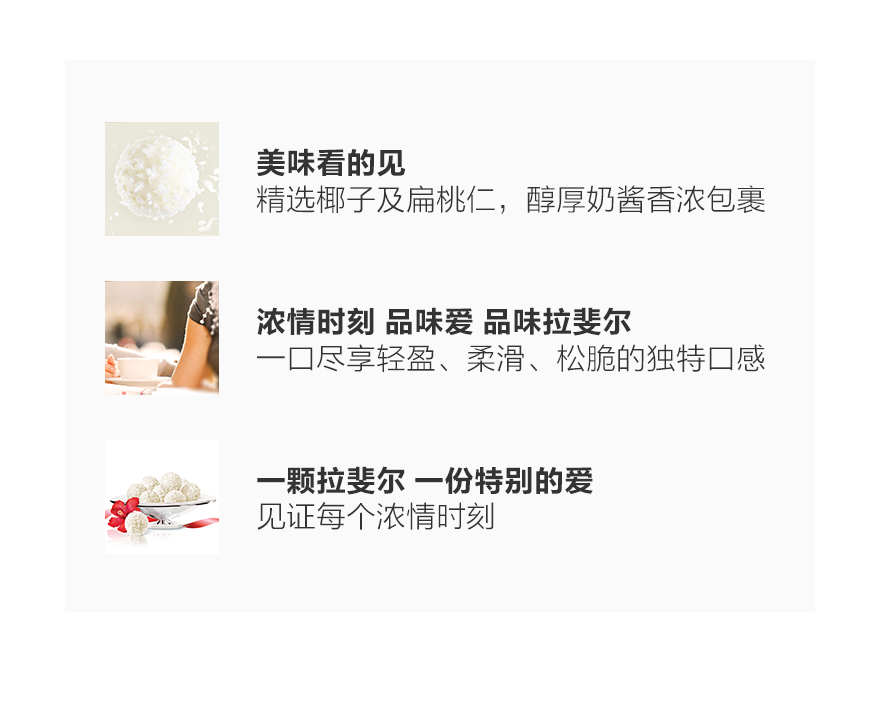 美味看的见
精选椰子及扁桃仁，醇厚奶酱香浓包裹
浓情时刻 品味爱 品味拉斐尔
一口尽享轻盈、柔滑、松脆的独特口感
一颗拉斐尔 一份特别的爱
见证每个浓情时刻